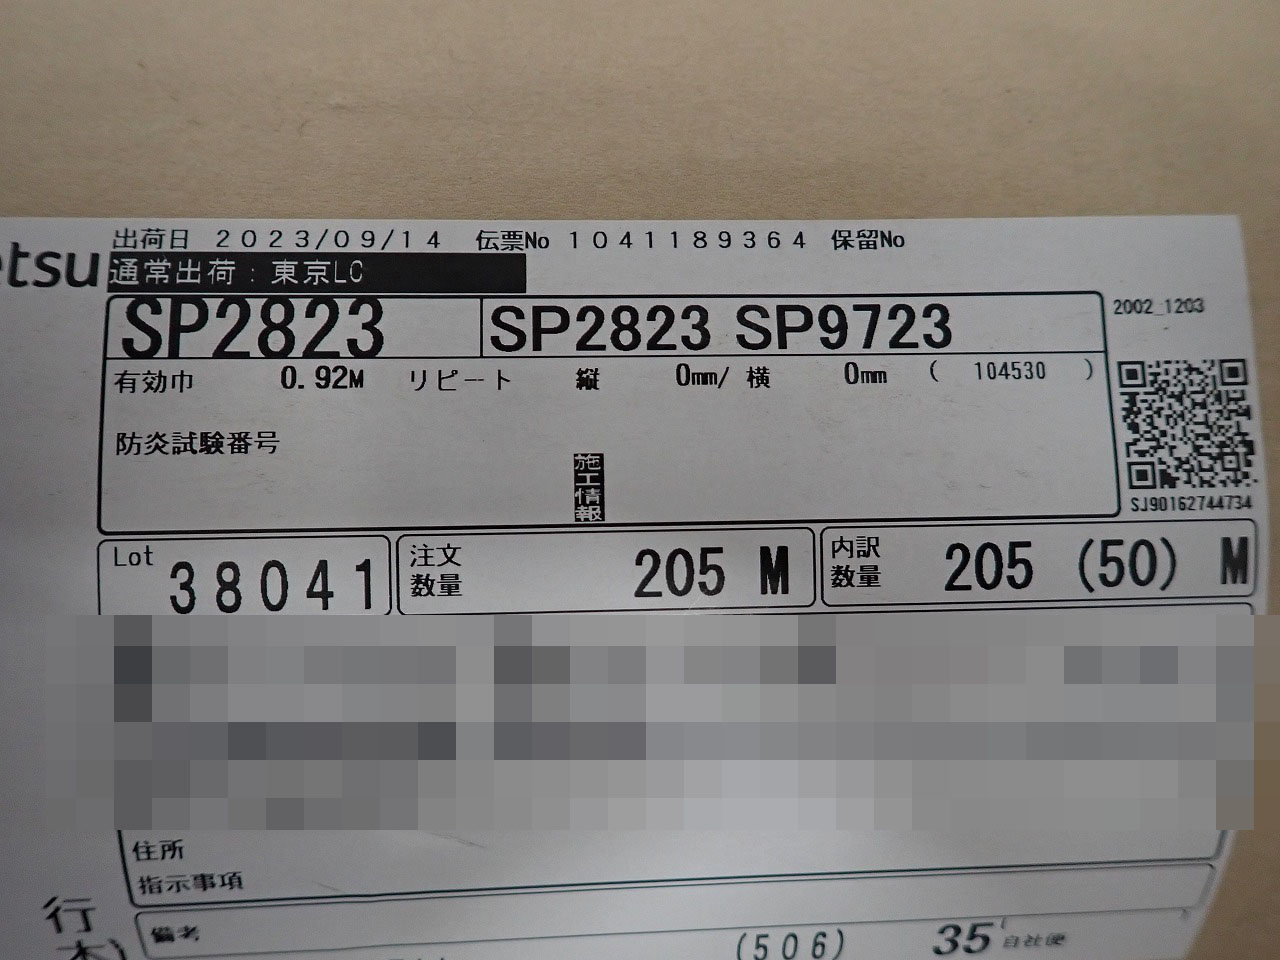 出荷日 2023/09/14 伝票No 1041189364 保留No
etsu
通常出荷：東京LC
SP2823 SP2823 SP9723
2002_1203
有効巾 0.92M リピート 縦 0mm/ 横 0mm ( 104530 )
防炎試験番号
施工情報
SJ90162744734
Lot 38041 注文数量 205 M 内訳数量 205 (50) M
住所
指示事項
行
備考
(506) 35 自社便